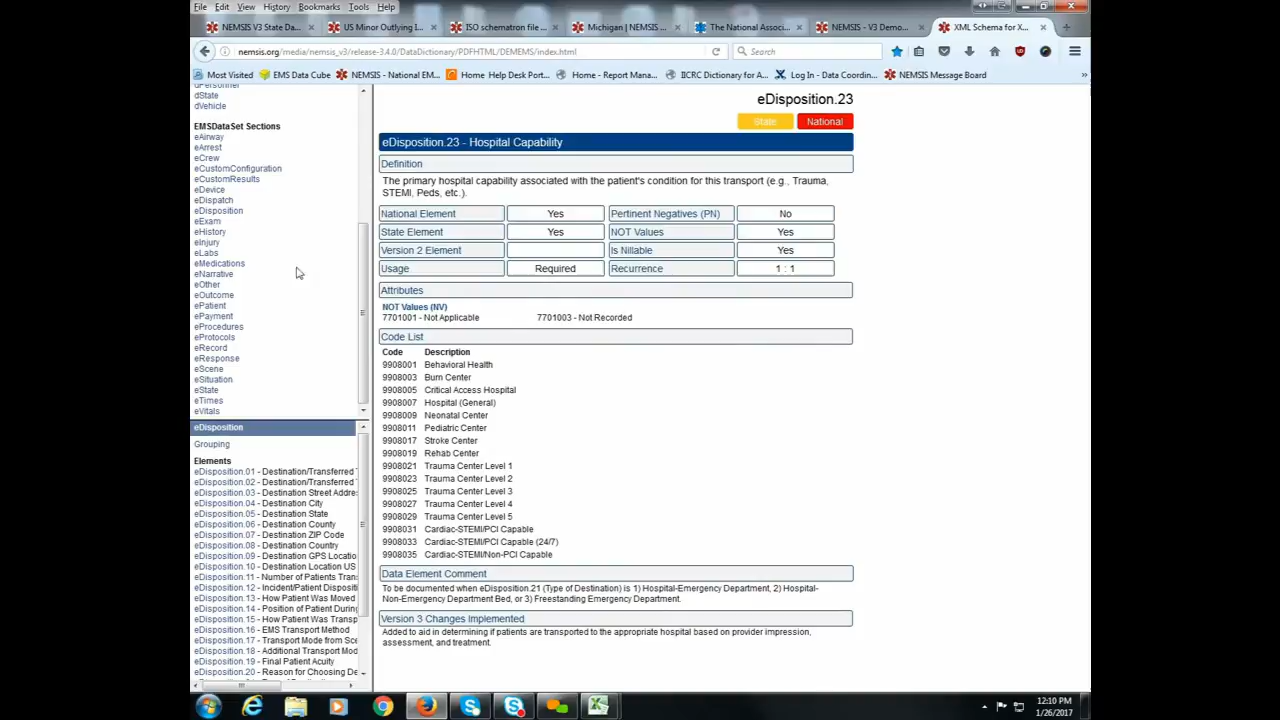 File Edit View History Bookmarks Tools Help
NEMSIS V3 State Da...
US Minor Outlying I...
ISO schematron file ...
Michigan | NEMSIS ...
The National Associ...
NEMSIS - V3 Demo...
XML Schema for X...
nemsis.org/media/nemsis_v3/release-3.4.0/DataDictionary/PDFHTML/DEMEMS/index.html
Search
Most Visited
EMS Data Cube
NEMSIS - National EM...
Home Help Desk Port...
Home - Report Mana...
IICRC Dictionary for A...
Log In - Data Coordin...
NEMSIS Message Board
dPersonnel
dState
dVehicle
EMSDataSet Sections
eAirway
eArrest
eCrew
eCustomConfiguration
eCustomResults
eDevice
eDispatch
eDisposition
eExam
eHistory
eInjury
eLabs
eMedications
eNarrative
eOther
eOutcome
ePatient
ePayment
eProcedures
eProtocols
eRecord
eResponse
eScene
eSituation
eState
eTimes
eVitals
eDisposition
Grouping
Elements
eDisposition.01 - Destination/Transferred T
eDisposition.02 - Destination/Transferred T
eDisposition.03 - Destination Street Addre
eDisposition.04 - Destination City
eDisposition.05 - Destination State
eDisposition.06 - Destination County
eDisposition.07 - Destination ZIP Code
eDisposition.08 - Destination Country
eDisposition.09 - Destination GPS Locatio
eDisposition.10 - Destination Location US
eDisposition.11 - Number of Patients Tran
eDisposition.12 - Incident/Patient Dispositi
eDisposition.13 - How Patient Was Moved
eDisposition.14 - Position of Patient During
eDisposition.15 - How Patient Was Transp
eDisposition.16 - EMS Transport Method
eDisposition.17 - Transport Mode from Sce
eDisposition.18 - Additional Transport Mod
eDisposition.19 - Final Patient Acuity
eDisposition.20 - Reason for Choosing De
eDisposition.23
State National
eDisposition.23 - Hospital Capability
Definition
The primary hospital capability associated with the patient's condition for this transport (e.g., Trauma,
STEMI, Peds, etc.).
National Element Yes Pertinent Negatives (PN) No
State Element Yes NOT Values Yes
Version 2 Element Is Nillable Yes
Usage Required Recurrence 1 : 1
Attributes
NOT Values (NV)
7701001 - Not Applicable 7701003 - Not Recorded
Code List
Code Description
9908001 Behavioral Health
9908003 Burn Center
9908005 Critical Access Hospital
9908007 Hospital (General)
9908009 Neonatal Center
9908011 Pediatric Center
9908017 Stroke Center
9908019 Rehab Center
9908021 Trauma Center Level 1
9908023 Trauma Center Level 2
9908025 Trauma Center Level 3
9908027 Trauma Center Level 4
9908029 Trauma Center Level 5
9908031 Cardiac-STEMI/PCI Capable
9908033 Cardiac-STEMI/PCI Capable (24/7)
9908035 Cardiac-STEMI/Non-PCI Capable
Data Element Comment
To be documented when eDisposition.21 (Type of Destination) is 1) Hospital-Emergency Department, 2) Hospital-
Non-Emergency Department Bed, or 3) Freestanding Emergency Department.
Version 3 Changes Implemented
Added to aid in determining if patients are transported to the appropriate hospital based on provider impression,
assessment, and treatment.
12:10 PM
1/26/2017